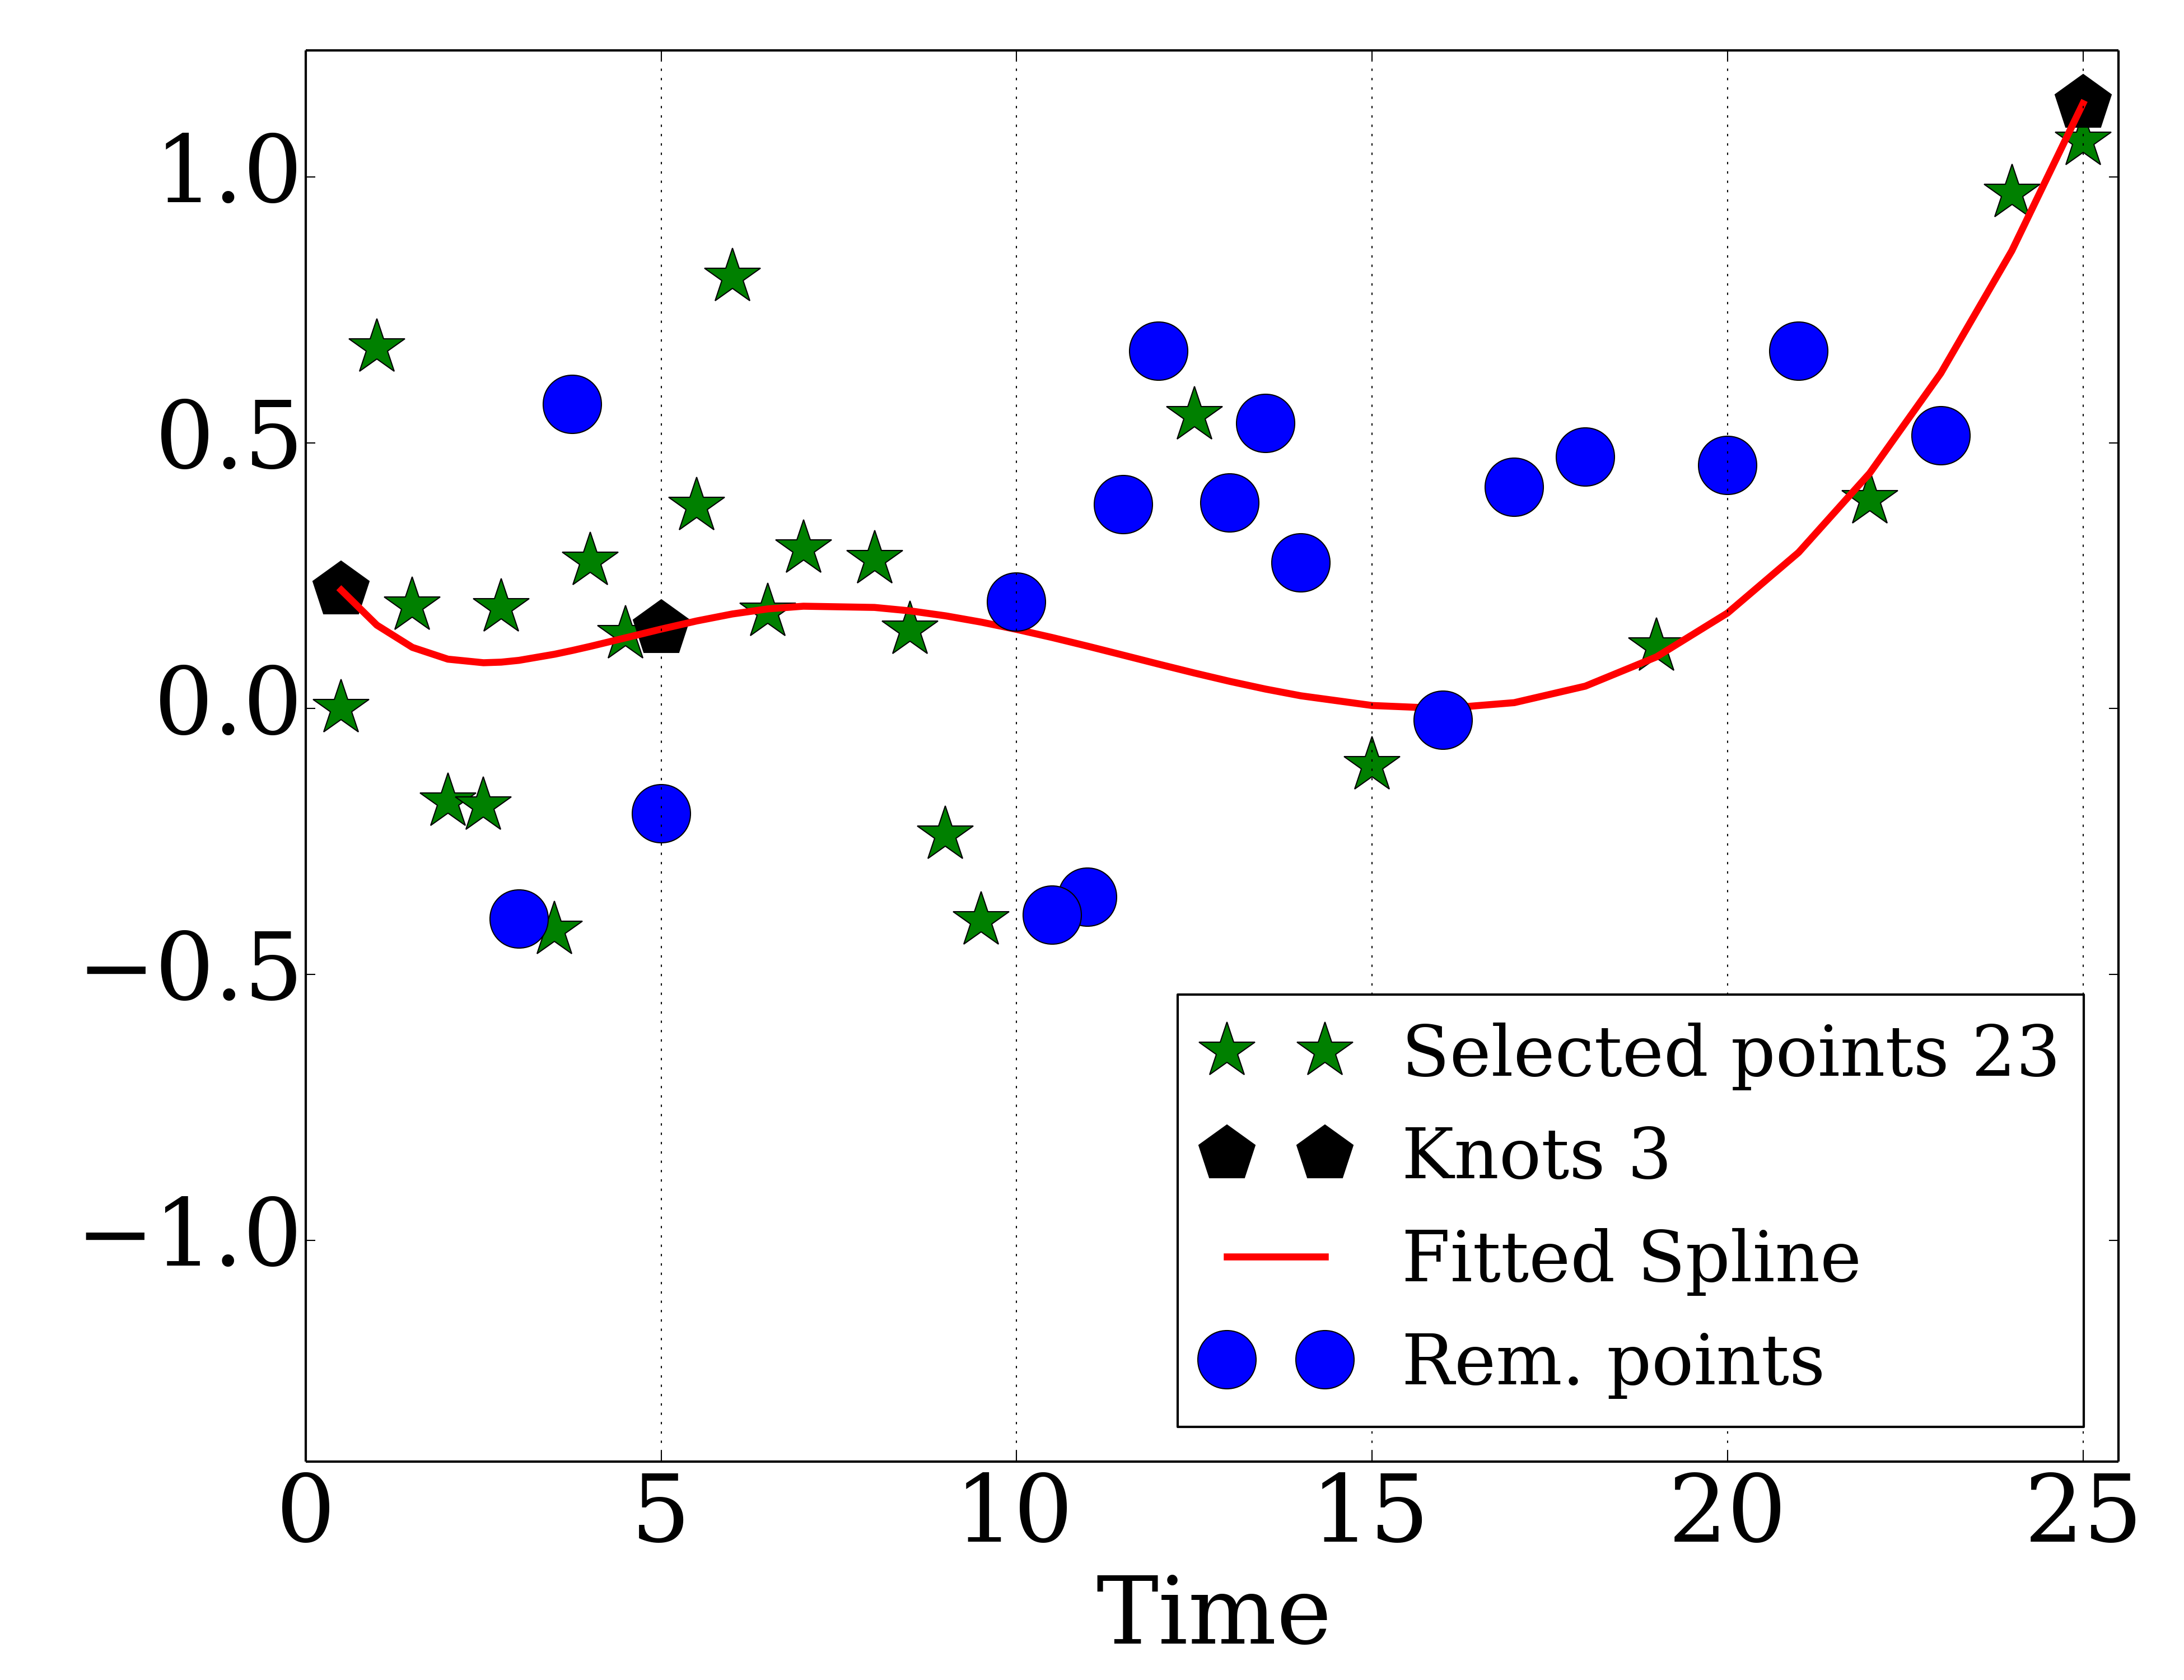 1.0
0.5
0.0
−0.5
−1.0
0 5 10 15 20 25
Time
Selected points 23
Knots 3
Fitted Spline
Rem. points